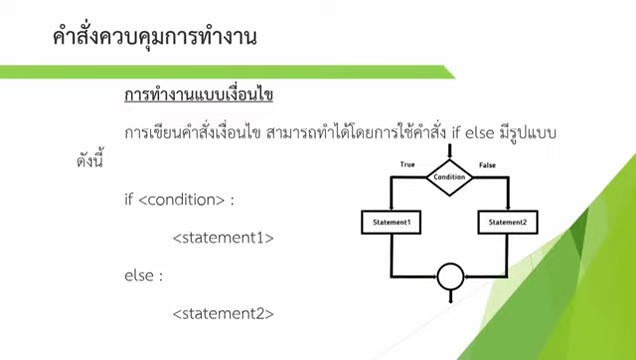 คำสั่งควบคุมการทำงาน
การทำงานแบบเงื่อนไข
การเขียนคำสั่งเงื่อนไข สามารถทำได้โดยการใช้คำสั่ง if else มีรูปแบบ
ดังนี้
if <condition> :
<statement1>
else :
<statement2>
True
False
Condition
Statement1
Statement2